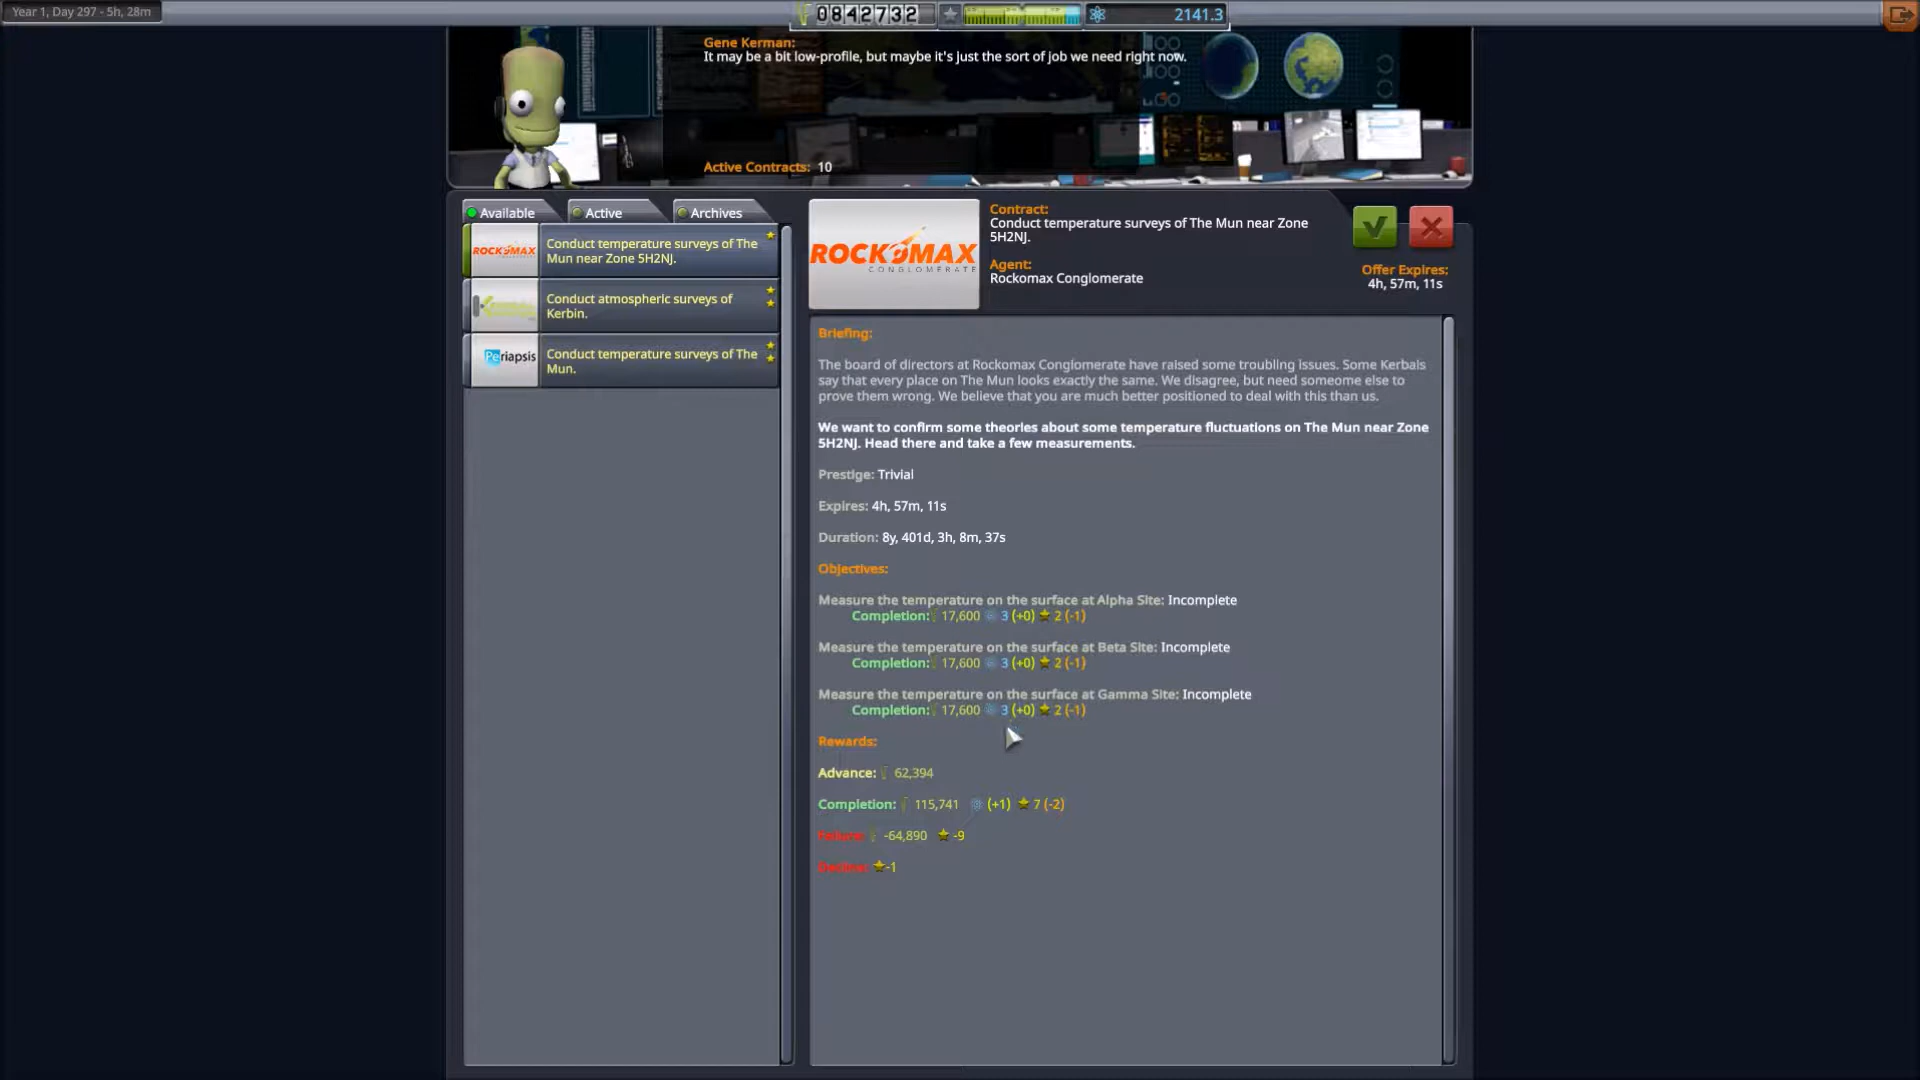 Year 1, Day 297 - 5h, 28m
0842732
2141.3
Gene Kerman:
It may be a bit low-profile, but maybe it's just the sort of job we need right now.
Active Contracts: 10
Available
Active
Archives
ROCKOMAX
Conduct temperature surveys of The
Mun near Zone 5H2NJ.
Conduct atmospheric surveys of
Kerbin.
Periapsis
Conduct temperature surveys of The
Mun.
ROCKOMAX
CONGLOMERATE
Contract:
Conduct temperature surveys of The Mun near Zone
5H2NJ.
Agent:
Rockomax Conglomerate
Offer Expires:
4h, 57m, 11s
Briefing:
The board of directors at Rockomax Conglomerate have raised some troubling issues. Some Kerbals
say that every place on The Mun looks exactly the same. We disagree, but need someone else to
prove them wrong. We believe that you are much better positioned to deal with this than us.
We want to confirm some theories about some temperature fluctuations on The Mun near Zone
5H2NJ. Head there and take a few measurements.
Prestige: Trivial
Expires: 4h, 57m, 11s
Duration: 8y, 401d, 3h, 8m, 37s
Objectives:
Measure the temperature on the surface at Alpha Site: Incomplete
Completion: 17,600 3 (+0) 2 (-1)
Measure the temperature on the surface at Beta Site: Incomplete
Completion: 17,600 3 (+0) 2 (-1)
Measure the temperature on the surface at Gamma Site: Incomplete
Completion: 17,600 3 (+0) 2 (-1)
Rewards:
Advance: 62,394
Completion: 115,741 (+1) 7 (-2)
Failure: -64,890 -9
Decline: -1